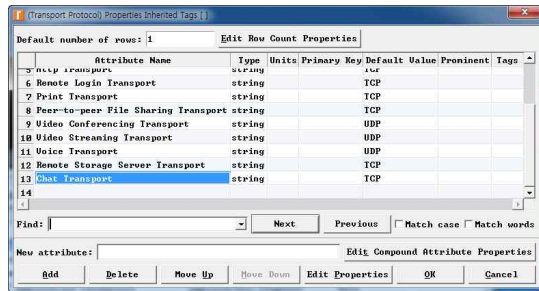 (Transport Protocol) Properties Inherited Tags [ ]
Default number of rows: 1 Edit Row Count Properties
Attribute Name Type Units Primary Key Default Value Prominent Tags
5 Http Transport string TCP
6 Remote Login Transport string TCP
7 Print Transport string TCP
8 Peer-to-peer File Sharing Transport string TCP
9 Video Conferencing Transport string UDP
10 Video Streaming Transport string UDP
11 Voice Transport string UDP
12 Remote Storage Server Transport string TCP
13 Chat Transport string TCP
14
Find: Next Previous Match case Match words
New attribute: Edit Compound Attribute Properties
Add Delete Move Up Move Down Edit Properties OK Cancel